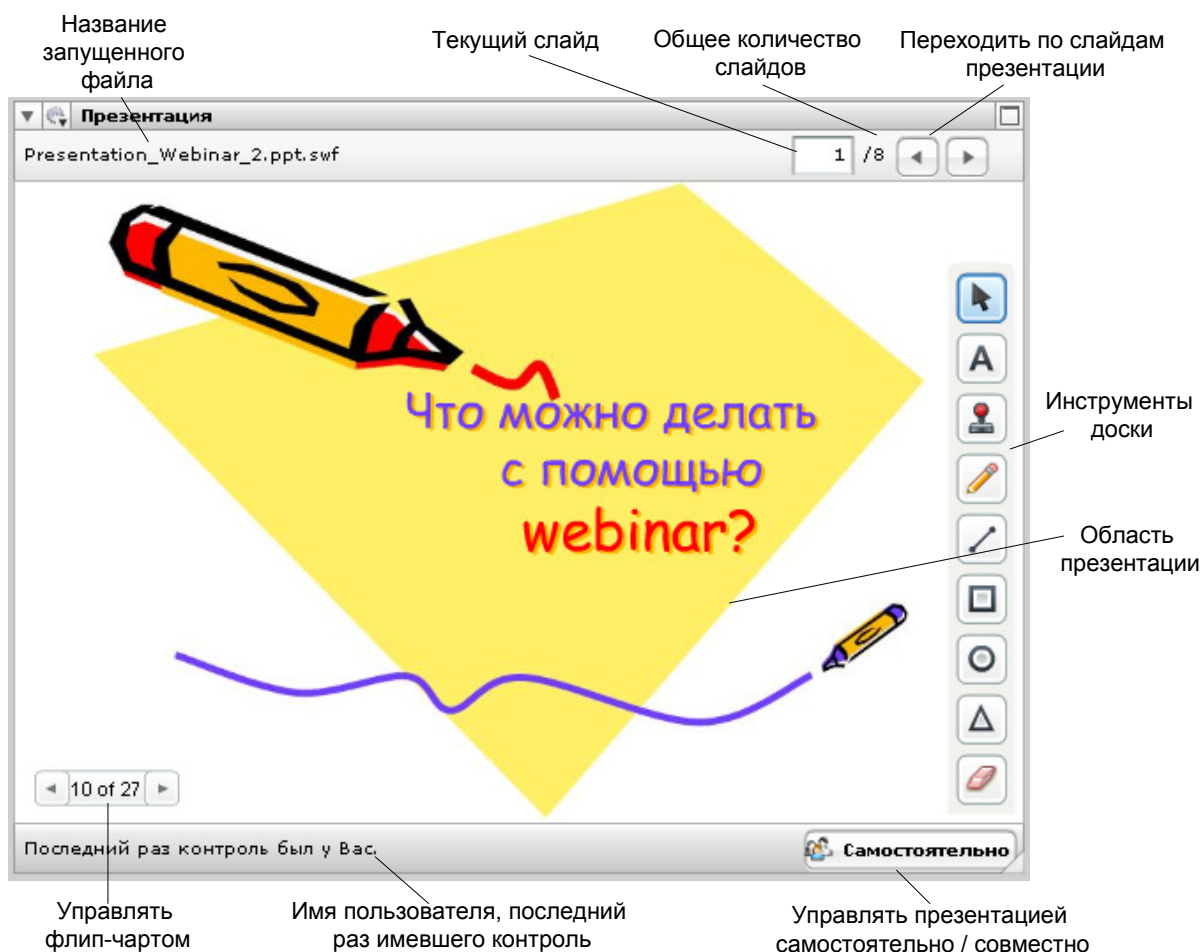 Название
запущенного
файла
Текущий слайд
Общее количество
слайдов
Переходить по слайдам
презентации
Презентация
Presentation_Webinar_2.ppt.swf
1 /8
Что можно делать
с помощью
webinar?
A
Инструменты
доски
Область
презентации
10 of 27
Последний раз контроль был у Вас.
Самостоятельно
Управлять
флип-чартом
Имя пользователя, последний
раз имевшего контроль
Управлять презентацией
самостоятельно / совместно